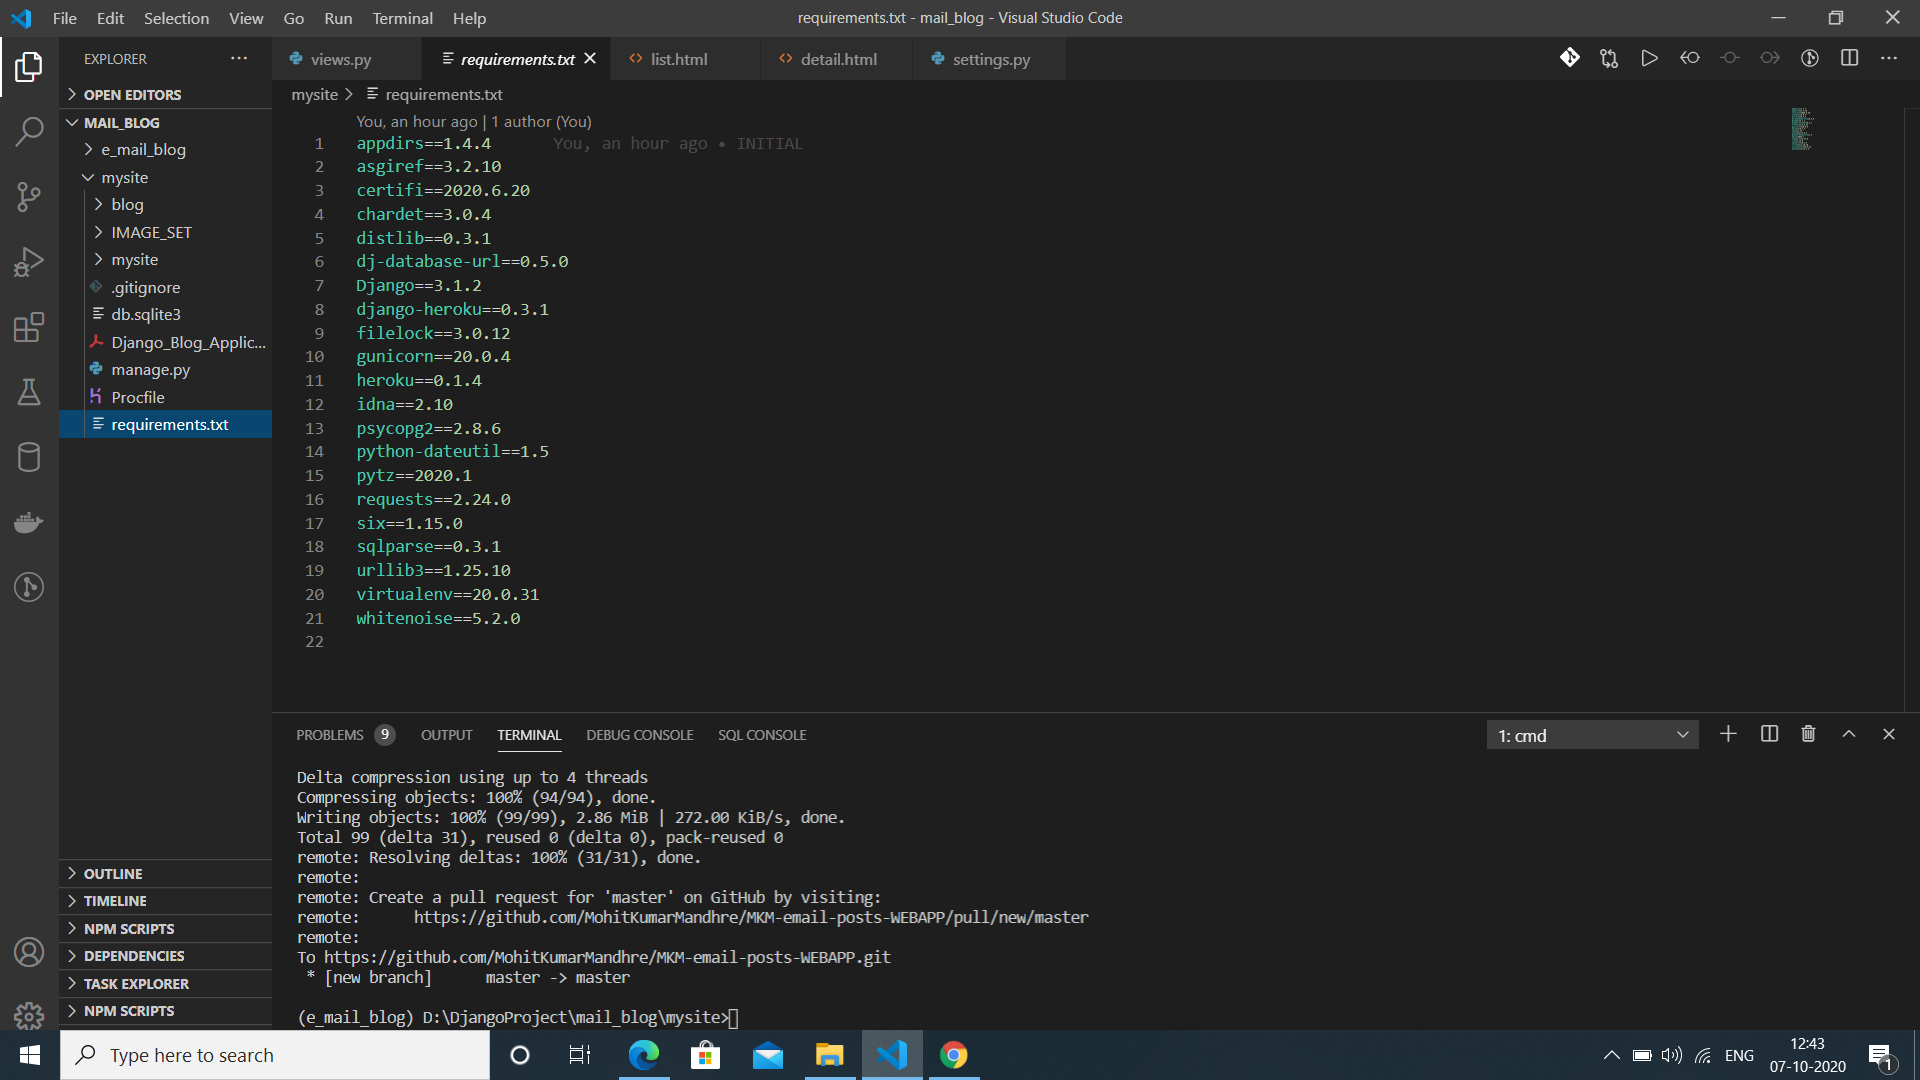 File Edit Selection View Go Run Terminal Help
requirements.txt - mail_blog - Visual Studio Code
EXPLORER
OPEN EDITORS
MAIL_BLOG
e_mail_blog
mysite
blog
IMAGE_SET
mysite
.gitignore
db.sqlite3
Django_Blog_Applic...
manage.py
Procfile
requirements.txt
OUTLINE
TIMELINE
NPM SCRIPTS
DEPENDENCIES
TASK EXPLORER
NPM SCRIPTS
views.py requirements.txt list.html detail.html settings.py
mysite > requirements.txt
You, an hour ago | 1 author (You)
1 appdirs==1.4.4 You, an hour ago • INITIAL
2 asgiref==3.2.10
3 certifi==2020.6.20
4 chardet==3.0.4
5 distlib==0.3.1
6 dj-database-url==0.5.0
7 Django==3.1.2
8 django-heroku==0.3.1
9 filelock==3.0.12
10 gunicorn==20.0.4
11 heroku==0.1.4
12 idna==2.10
13 psycopg2==2.8.6
14 python-dateutil==1.5
15 pytz==2020.1
16 requests==2.24.0
17 six==1.15.0
18 sqlparse==0.3.1
19 urllib3==1.25.10
20 virtualenv==20.0.31
21 whitenoise==5.2.0
22
PROBLEMS 9 OUTPUT TERMINAL DEBUG CONSOLE SQL CONSOLE 1: cmd
Delta compression using up to 4 threads
Compressing objects: 100% (94/94), done.
Writing objects: 100% (99/99), 2.86 MiB | 272.00 KiB/s, done.
Total 99 (delta 31), reused 0 (delta 0), pack-reused 0
remote: Resolving deltas: 100% (31/31), done.
remote:
remote: Create a pull request for 'master' on GitHub by visiting:
remote:      https://github.com/MohitKumarMandhre/MKM-email-posts-WEBAPP/pull/new/master
remote:
To https://github.com/MohitKumarMandhre/MKM-email-posts-WEBAPP.git
 * [new branch]      master -> master
(e_mail_blog) D:\DjangoProject\mail_blog\mysite>
Type here to search
ENG
12:43
07-10-2020
1